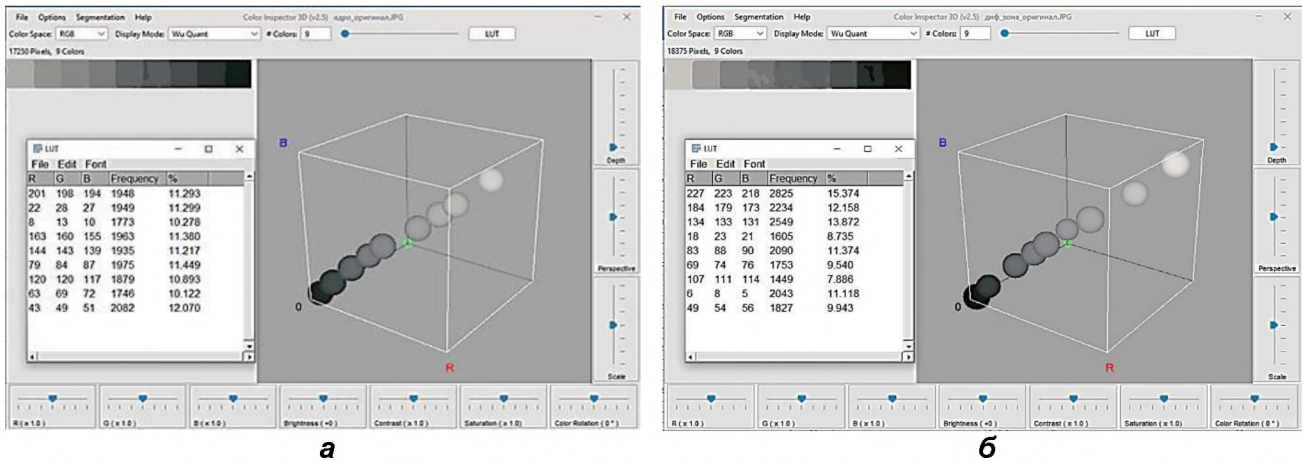 File Options Segmentation Help Color Inspector 3D (v2.5) ядро_оригинал.JPG
Color Space: RGB Display Mode: Wu Quant # Colors: 9 LUT
17250 Pixels, 9 Colors
B
0
R
LUT
File Edit Font
R G B Frequency %
201 198 194 1948 11.293
22 28 27 1949 11.299
8 13 10 1773 10.278
163 160 155 1963 11.380
144 143 139 1935 11.217
79 84 87 1975 11.449
120 120 117 1879 10.893
63 69 72 1746 10.122
43 49 51 2082 12.070
Depth
Perspective
Scale
R ( x 1.0 ) G ( x 1.0 ) B ( x 1.0 ) Brightness ( +0 ) Contrast ( x 1.0 ) Saturation ( x 1.0) Color Rotation ( 0 ° )
а
File Options Segmentation Help Color Inspector 3D (v2.5) диф_зона_оригинал.JPG
Color Space: RGB Display Mode: Wu Quant # Colors: 9 LUT
18375 Pixels, 9 Colors
B
0
R
LUT
File Edit Font
R G B Frequency %
227 223 218 2825 15.374
184 179 173 2234 12.158
134 133 131 2549 13.872
18 23 21 1605 8.735
83 88 90 2090 11.374
69 74 76 1753 9.540
107 111 114 1449 7.886
6 8 5 2043 11.118
49 54 56 1827 9.943
Depth
Perspective
Scale
R ( x 1.0 ) G ( x 1.0 ) B ( x 1.0 ) Brightness ( +0 ) Contrast ( x 1.0 ) Saturation ( x 1.0) Color Rotation ( 0 ° )
б